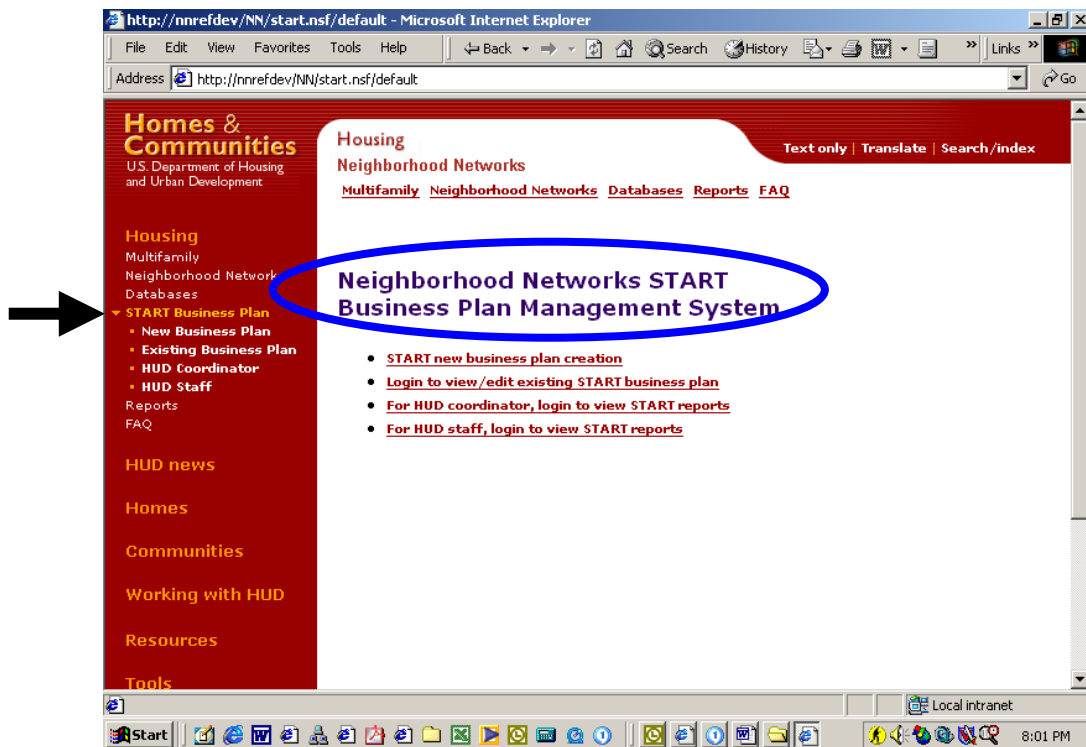 http://nnrefdev/NN/start.nsf/default - Microsoft Internet Explorer
File Edit View Favorites Tools Help Back Search History Links
Address http://nnrefdev/NN/start.nsf/default Go
Homes &
Communities
U.S. Department of Housing
and Urban Development
Housing
Neighborhood Networks
Text only | Translate | Search/index
Multifamily Neighborhood Networks Databases Reports FAQ
Housing
Multifamily
Neighborhood Network
Databases
START Business Plan
New Business Plan
Existing Business Plan
HUD Coordinator
HUD Staff
Reports
FAQ
HUD news
Homes
Communities
Working with HUD
Resources
Tools
Neighborhood Networks START
Business Plan Management System
START new business plan creation
Login to view/edit existing START business plan
For HUD coordinator, login to view START reports
For HUD staff, login to view START reports
Local intranet
Start 8:01 PM